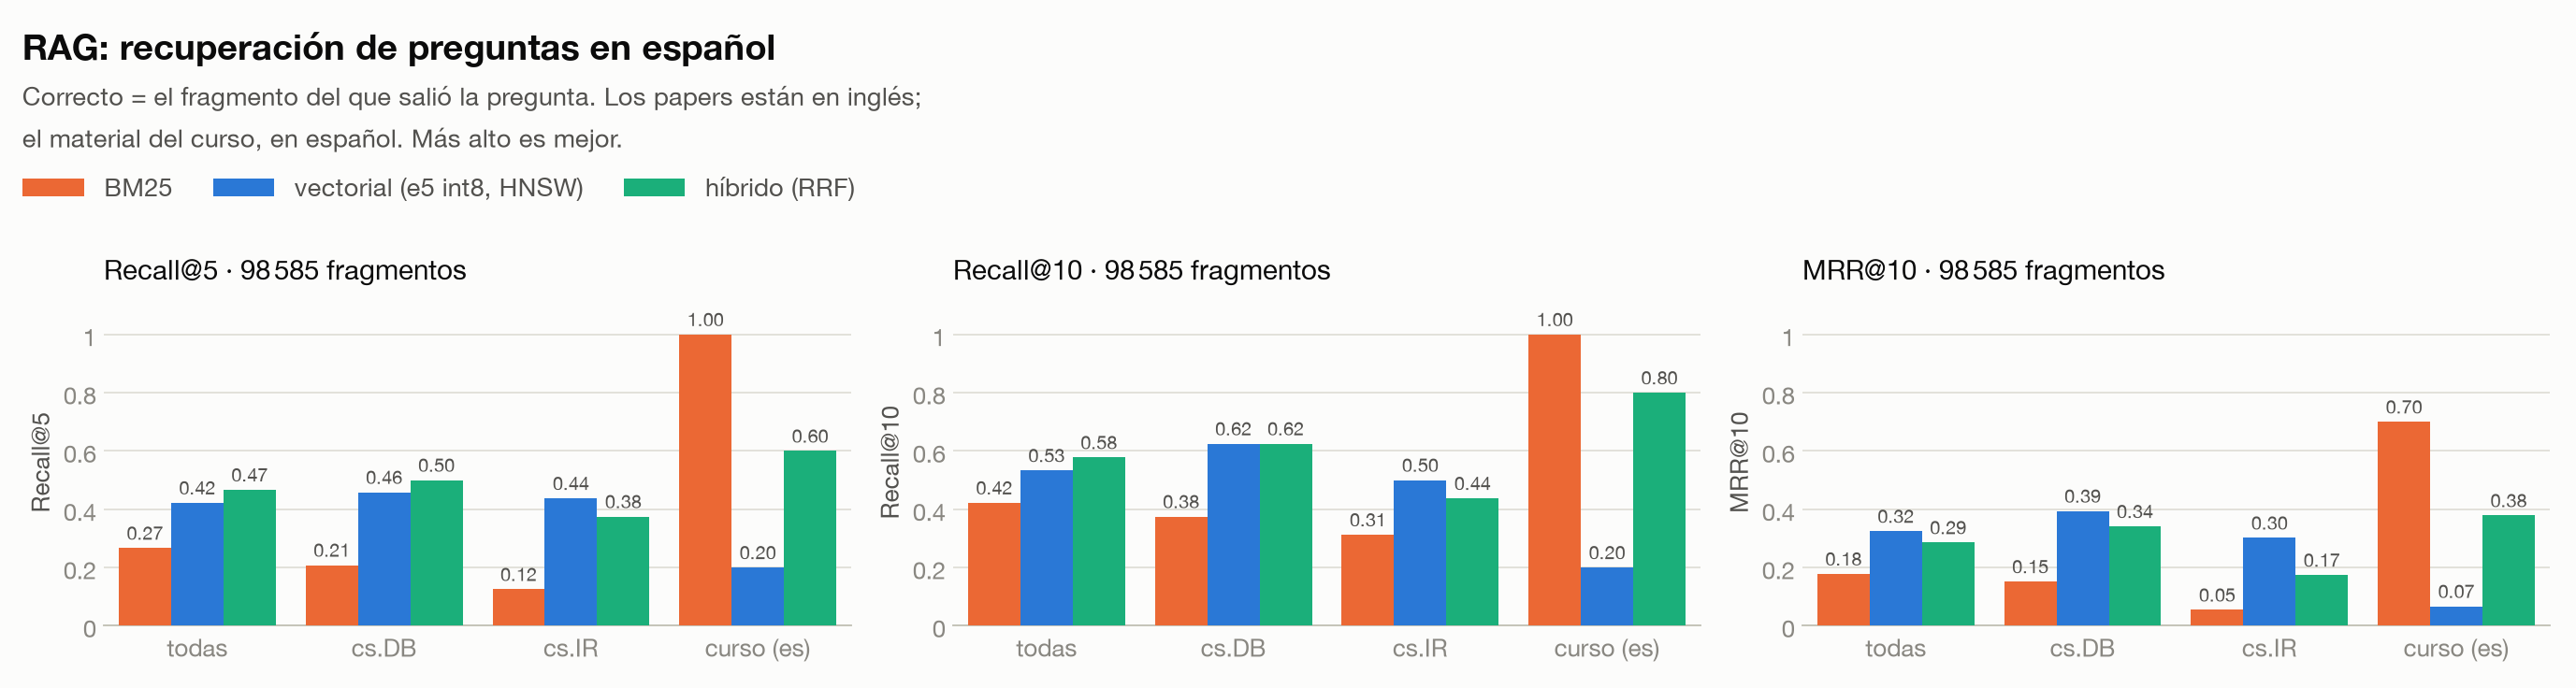 RAG: recuperación de preguntas en español
Correcto = el fragmento del que salió la pregunta. Los papers están en inglés;
el material del curso, en español. Más alto es mejor.
BM25 vectorial (e5 int8, HNSW) híbrido (RRF)
Recall@5 · 98 585 fragmentos
Recall@5
1
0.8
0.6
0.4
0.2
0
0.27 0.42 0.47
0.21 0.46 0.50
0.12 0.44 0.38
1.00 0.20 0.60
todas cs.DB cs.IR curso (es)
Recall@10 · 98 585 fragmentos
Recall@10
1
0.8
0.6
0.4
0.2
0
0.42 0.53 0.58
0.38 0.62 0.62
0.31 0.50 0.44
1.00 0.20 0.80
todas cs.DB cs.IR curso (es)
MRR@10 · 98 585 fragmentos
MRR@10
1
0.8
0.6
0.4
0.2
0
0.18 0.32 0.29
0.15 0.39 0.34
0.05 0.30 0.17
0.70 0.07 0.38
todas cs.DB cs.IR curso (es)